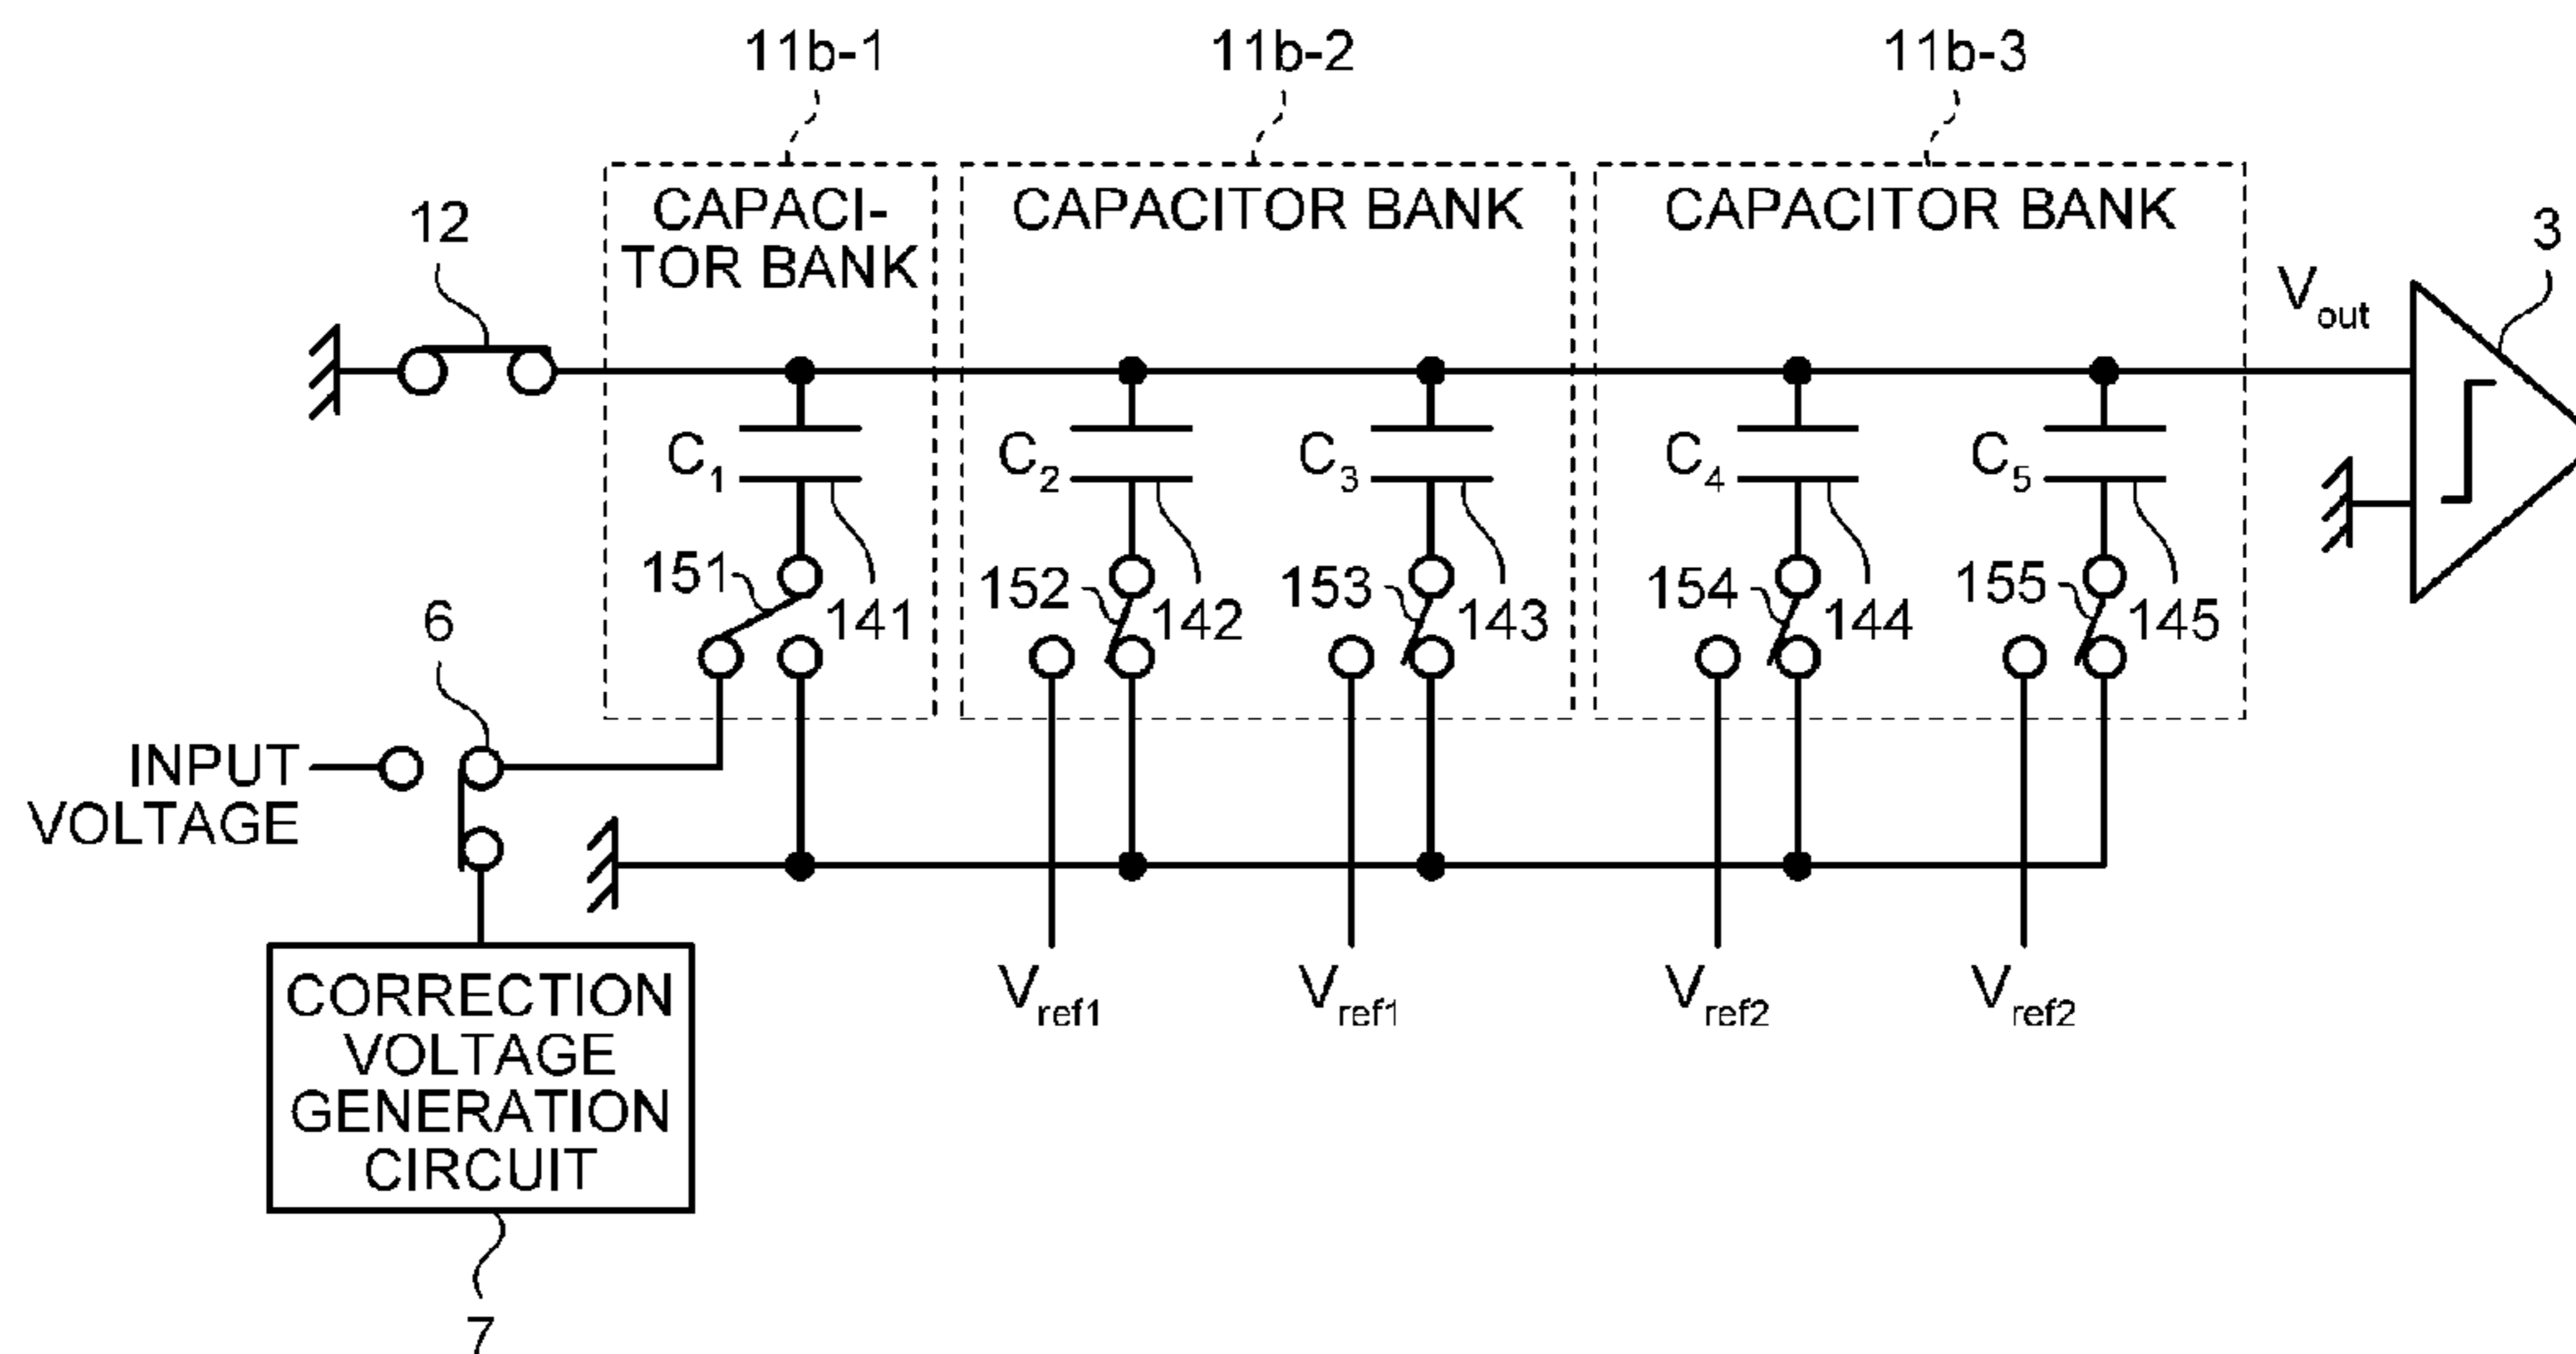 11b-1
11b-2
11b-3
CAPACI-
TOR BANK
CAPACITOR BANK
CAPACITOR BANK
12
3
Vout
C1
C2
C3
C4
C5
151
141
152
142
153
143
154
144
155
145
6
INPUT
VOLTAGE
CORRECTION
VOLTAGE
GENERATION
CIRCUIT
Vref1
Vref1
Vref2
Vref2
7